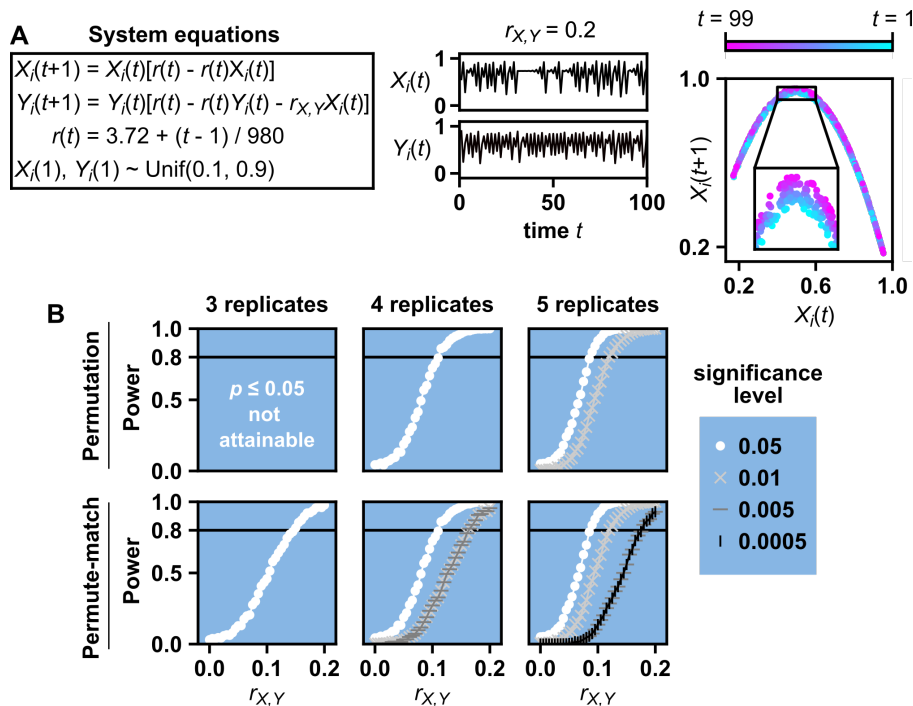 A
System equations
Xi(t+1) = Xi(t)[r(t) - r(t)Xi(t)]
Yi(t+1) = Yi(t)[r(t) - r(t)Yi(t) - rX,YXi(t)]
r(t) = 3.72 + (t - 1) / 980
Xi(1), Yi(1) ~ Unif(0.1, 0.9)
rX,Y = 0.2
1
Xi(t)
0
1
Yi(t)
0
0 50 100
time t
t = 99 t = 1
1.0
Xi(t+1)
0.2
0.2 0.6 1.0
Xi(t)
B
3 replicates 4 replicates 5 replicates
Permutation
Power
1.0
0.8
0.5
0.0
p ≤ 0.05
not
attainable
Permute-match
Power
1.0
0.8
0.5
0.0
0.0 0.1 0.2 0.0 0.1 0.2 0.0 0.1 0.2
rX,Y rX,Y rX,Y
significance
level
0.05
0.01
0.005
0.0005